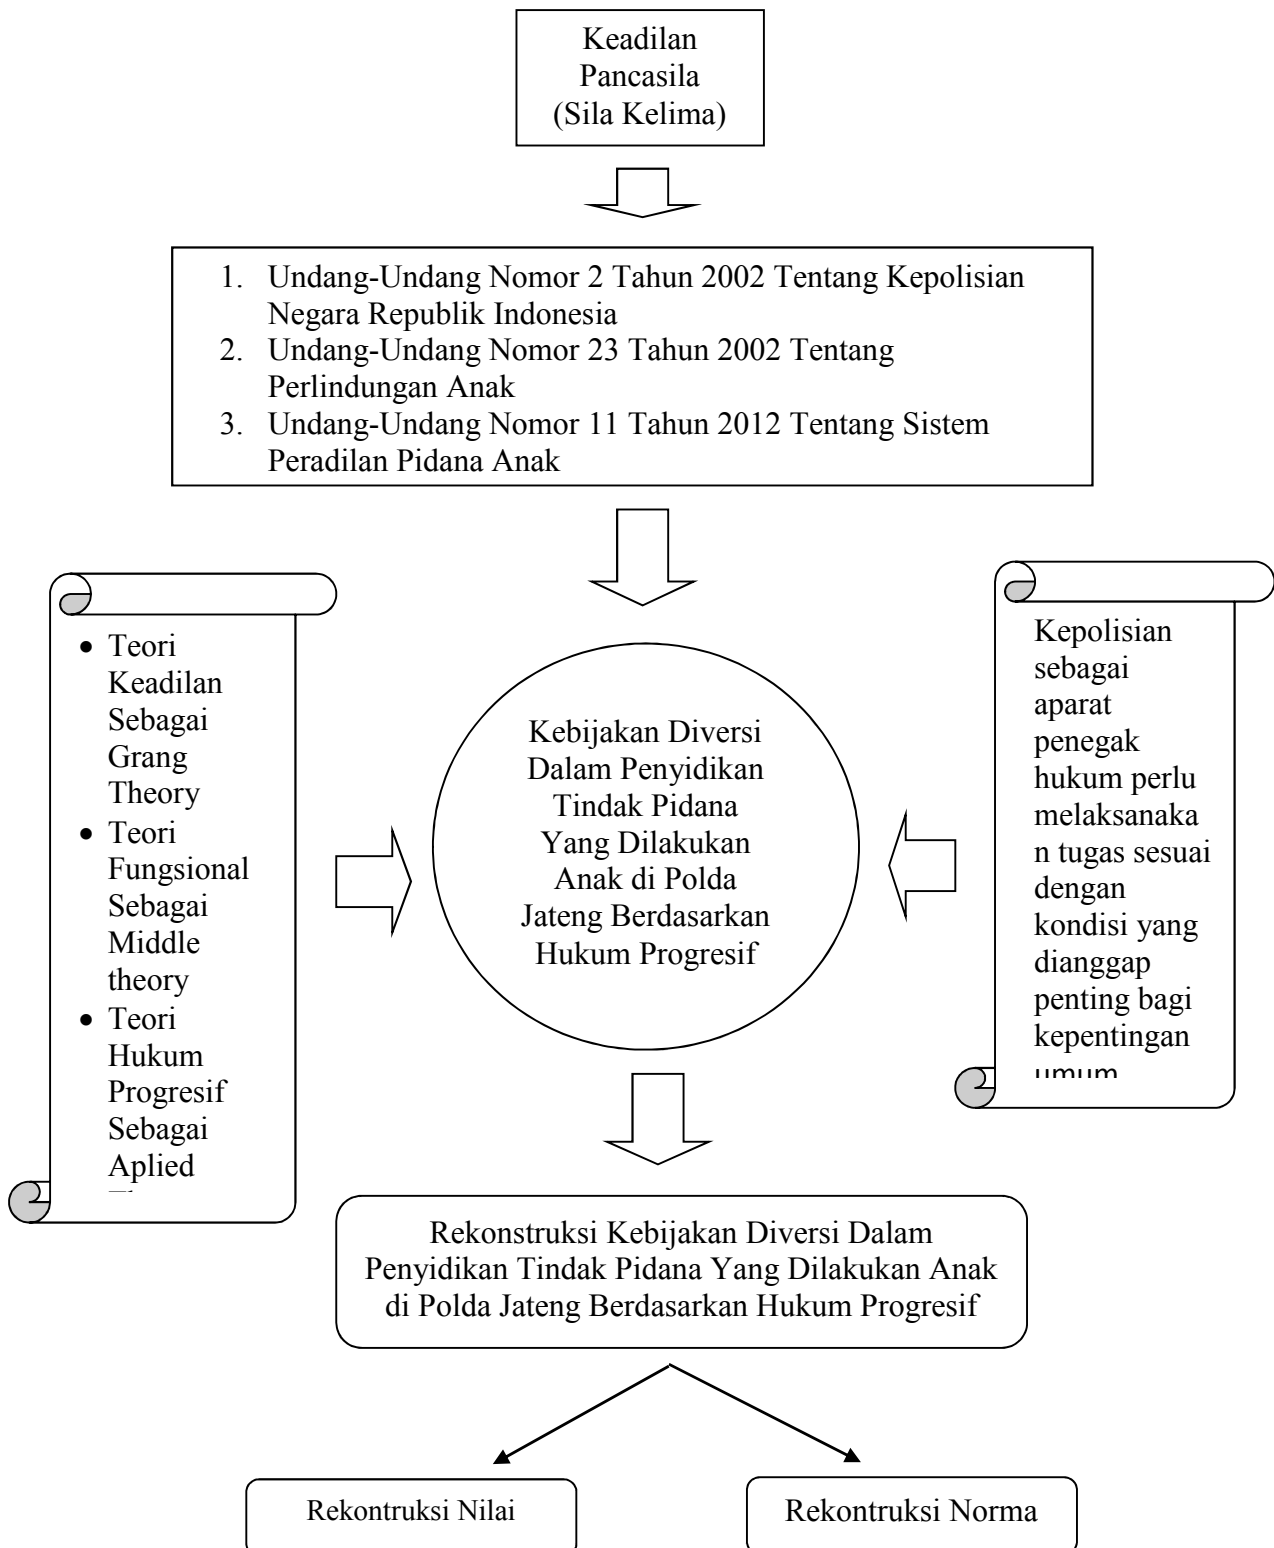 Keadilan
Pancasila
(Sila Kelima)
1. Undang-Undang Nomor 2 Tahun 2002 Tentang Kepolisian
Negara Republik Indonesia
2. Undang-Undang Nomor 23 Tahun 2002 Tentang
Perlindungan Anak
3. Undang-Undang Nomor 11 Tahun 2012 Tentang Sistem
Peradilan Pidana Anak
• Teori
Keadilan
Sebagai
Grang
Theory
• Teori
Fungsional
Sebagai
Middle
theory
• Teori
Hukum
Progresif
Sebagai
Aplied
Kebijakan Diversi
Dalam Penyidikan
Tindak Pidana
Yang Dilakukan
Anak di Polda
Jateng Berdasarkan
Hukum Progresif
Kepolisian
sebagai
aparat
penegak
hukum perlu
melaksanaka
n tugas sesuai
dengan
kondisi yang
dianggap
penting bagi
kepentingan
umum
Rekonstruksi Kebijakan Diversi Dalam
Penyidikan Tindak Pidana Yang Dilakukan Anak
di Polda Jateng Berdasarkan Hukum Progresif
Rekontruksi Nilai
Rekontruksi Norma